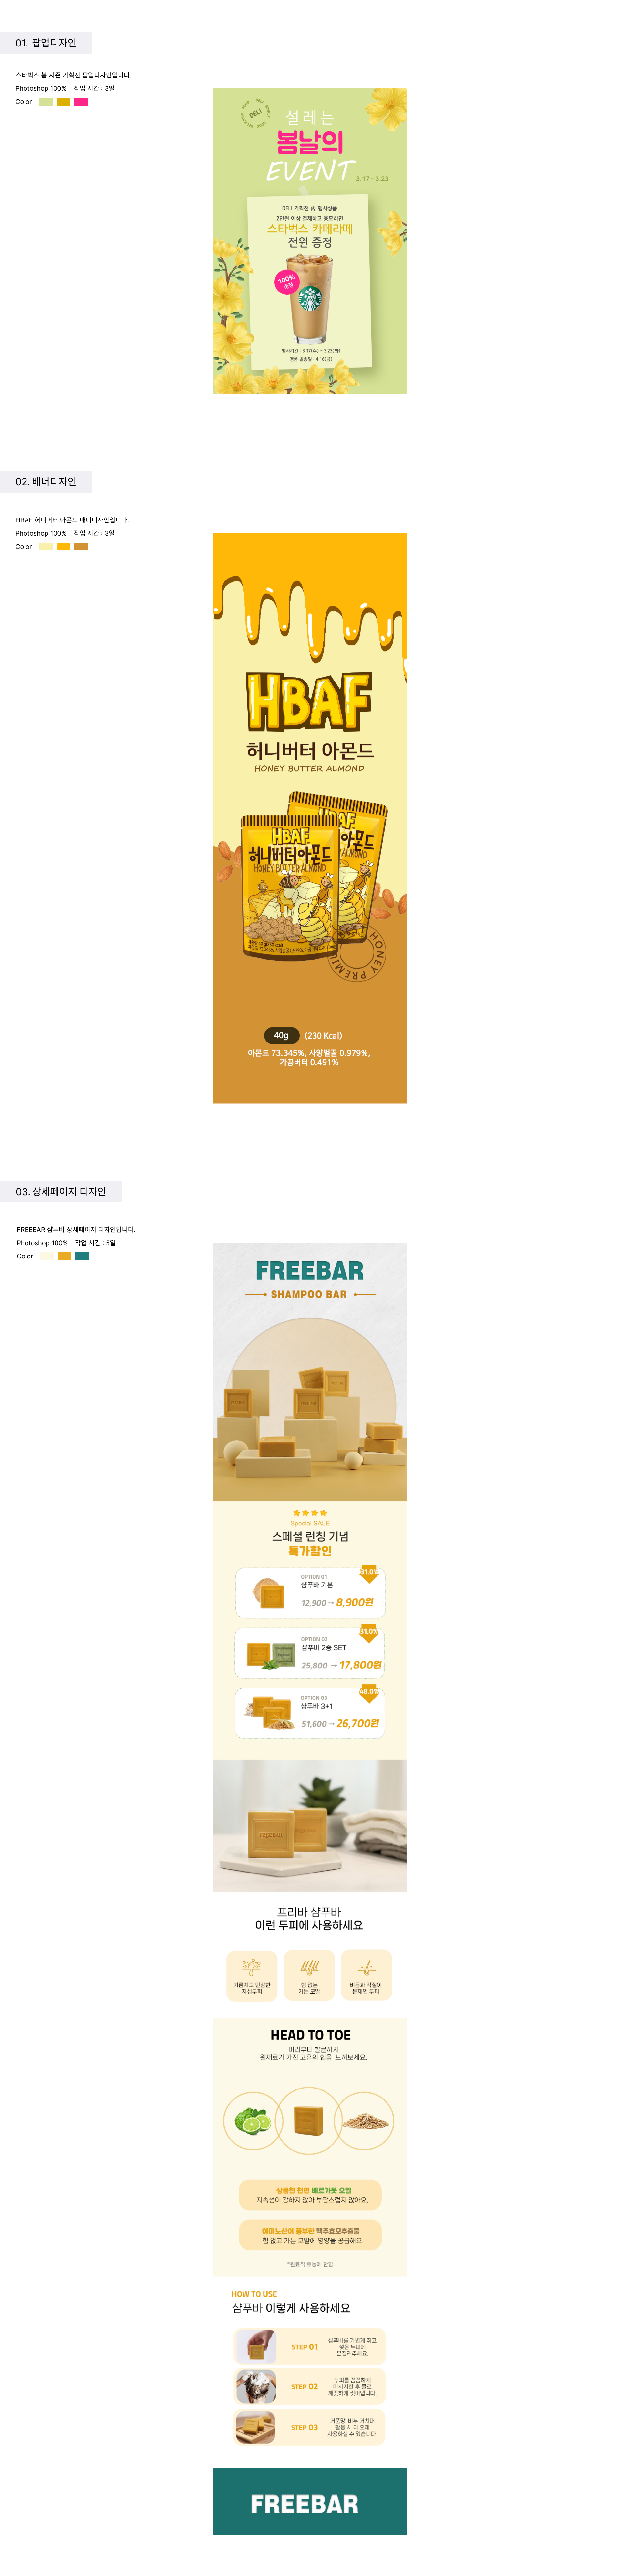 01. 팝업디자인
스타벅스 봄 시즌 기획전 팝업디자인입니다.
Photoshop 100% 작업 시간 : 3일
Color
DELI
설레는
봄날의
EVENT
3.17 - 3.23
DELI 기획전 內 행사상품
2만원 이상 결제하고 응모하면
스타벅스 카페라떼
전원 증정
100%
증정
행사기간 : 3.17(수) ~ 3.23(화)
경품 발송일 : 4.16(금)
02. 배너디자인
HBAF 허니버터 아몬드 배너디자인입니다.
Photoshop 100% 작업 시간 : 3일
Color
HBAF
허니버터 아몬드
HONEY BUTTER ALMOND
HBAF
허니버터아몬드
HONEY BUTTER ALMOND
ALMOND
HONEY PREMI
40g (230 Kcal)
아몬드 73.345%, 사양벌꿀 0.979%,
가공버터 0.491%
03. 상세페이지 디자인
FREEBAR 샴푸바 상세페이지 디자인입니다.
Photoshop 100% 작업 시간 : 5일
Color
FREEBAR
SHAMPOO BAR
Special SALE
스페셜 런칭 기념
특가할인
31.0%
OPTION 01
샴푸바 기본
12,900 → 8,900원
31.0%
OPTION 02
샴푸바 2종 SET
25,800 → 17,800원
48.0%
OPTION 03
샴푸바 3+1
51,600 → 26,700원
FREEBAR
프리바 샴푸바
이런 두피에 사용하세요
기름지고 민감한
지성두피
힘 없는
가는 모발
비듬과 각질이
문제인 두피
HEAD TO TOE
머리부터 발끝까지
원재료가 가진 고유의 힘을 느껴보세요.
상큼한 천연 베르가못 오일
지속성이 강하지 않아 부담스럽지 않아요.
아미노산이 풍부한 맥주효모추출물
힘 없고 가는 모발에 영양을 공급해요.
*원료적 효능에 한함
HOW TO USE
샴푸바 이렇게 사용하세요
STEP 01
샴푸바를 가볍게 쥐고
젖은 두피에
문질러주세요.
STEP 02
두피를 꼼꼼하게
마사지한 후 물로
깨끗하게 씻어냅니다.
STEP 03
거품망, 비누 거치대
활용 시 더 오래
사용하실 수 있습니다.
FREEBAR